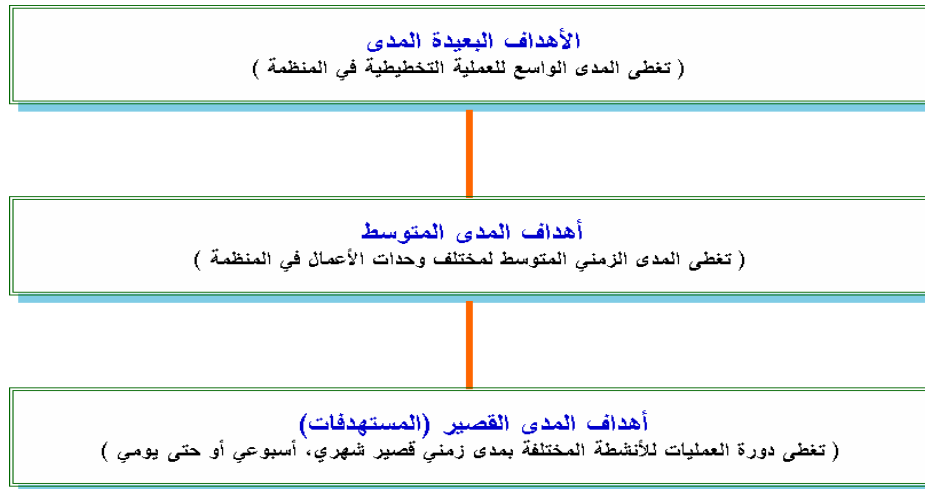 الأهداف البعيدة المدى
( تغطى المدى الواسع للعملية التخطيطية في المنظمة )
أهداف المدى المتوسط
( تغطى المدى الزمني المتوسط لمختلف وحدات الأعمال في المنظمة )
أهداف المدى القصير (المستهدفات)
( تغطى دورة العمليات للأنشطة المختلفة بمدى زمني قصير شهري، أسبوعي أو حتى يومي )